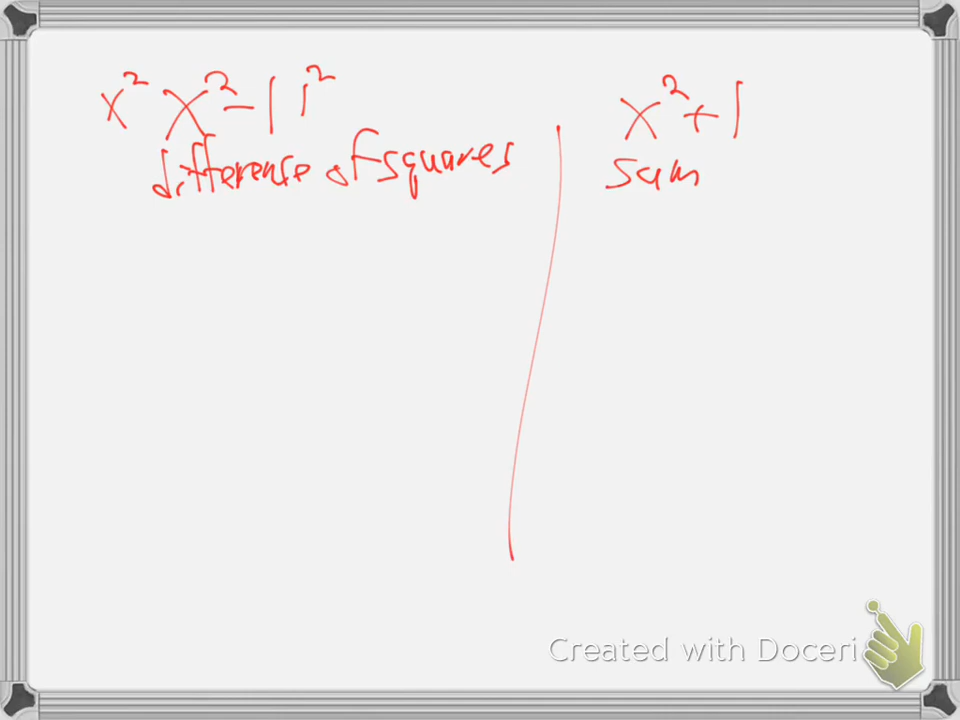 x² x²-1 1²
difference of squares
x²+1
sum
Created with Doceri